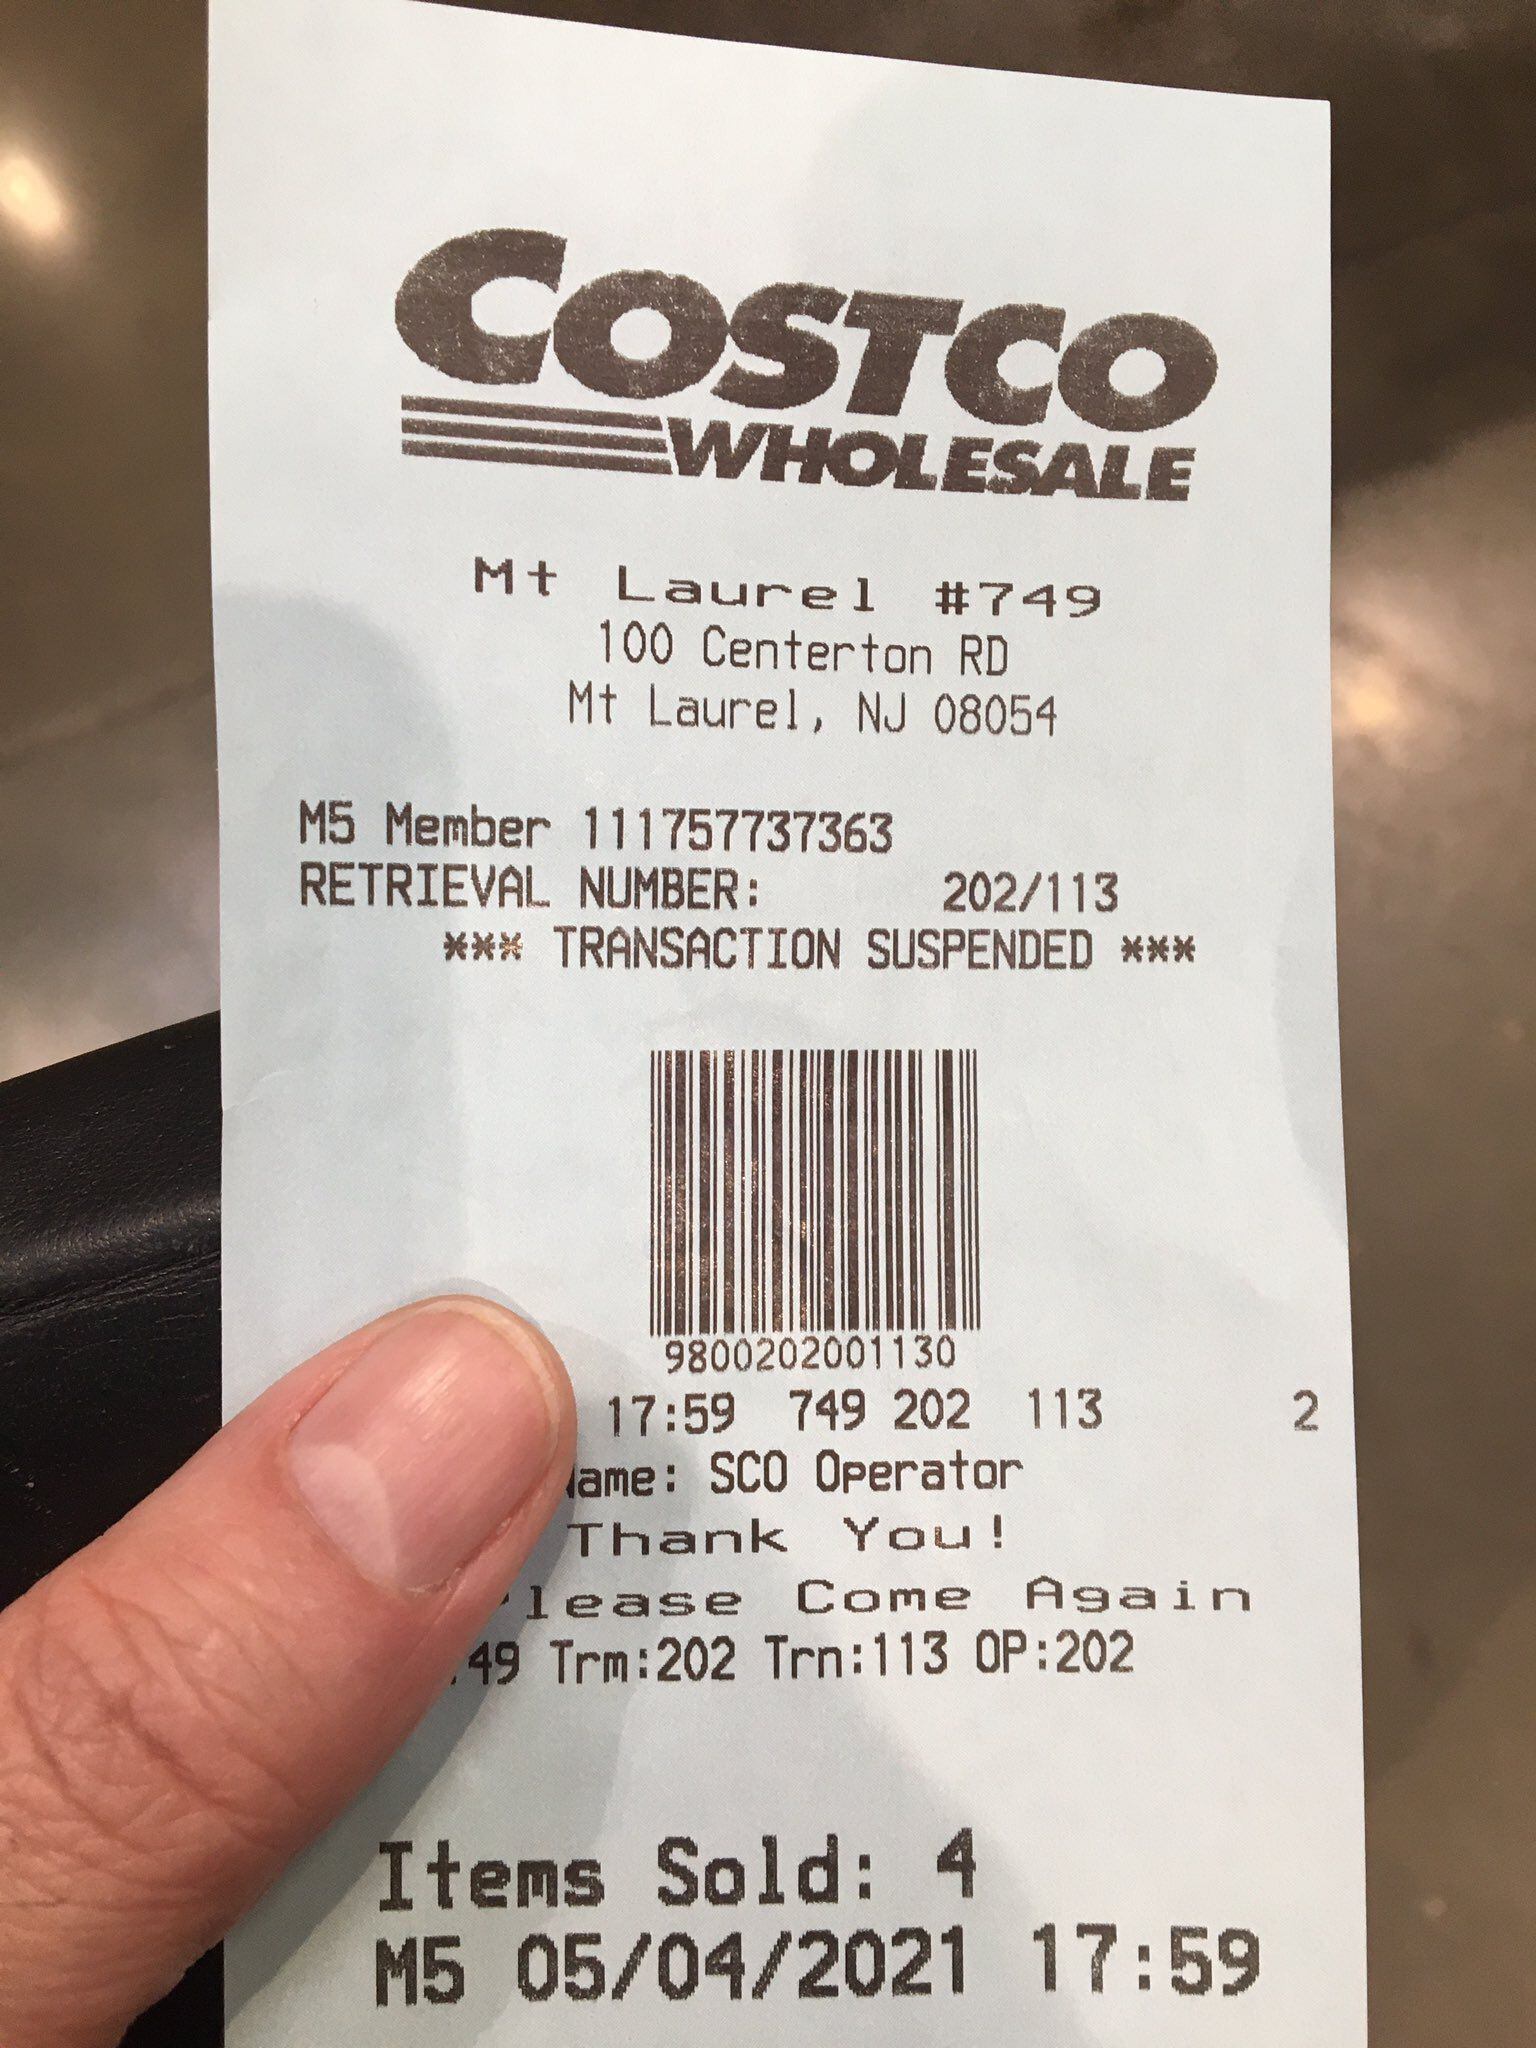 COSTCO
WHOLESALE
Mt Laurel #749
100 Centerton RD
Mt Laurel, NJ 08054
M5 Member 111757737363
RETRIEVAL NUMBER: 202/113
*** TRANSACTION SUSPENDED ***
9800202001130
17:59 749 202 113 2
ame: SCO Operator
Thank You!
lease Come Again
49 Trm:202 Trn:113 OP:202
Items Sold: 4
M5 05/04/2021 17:59